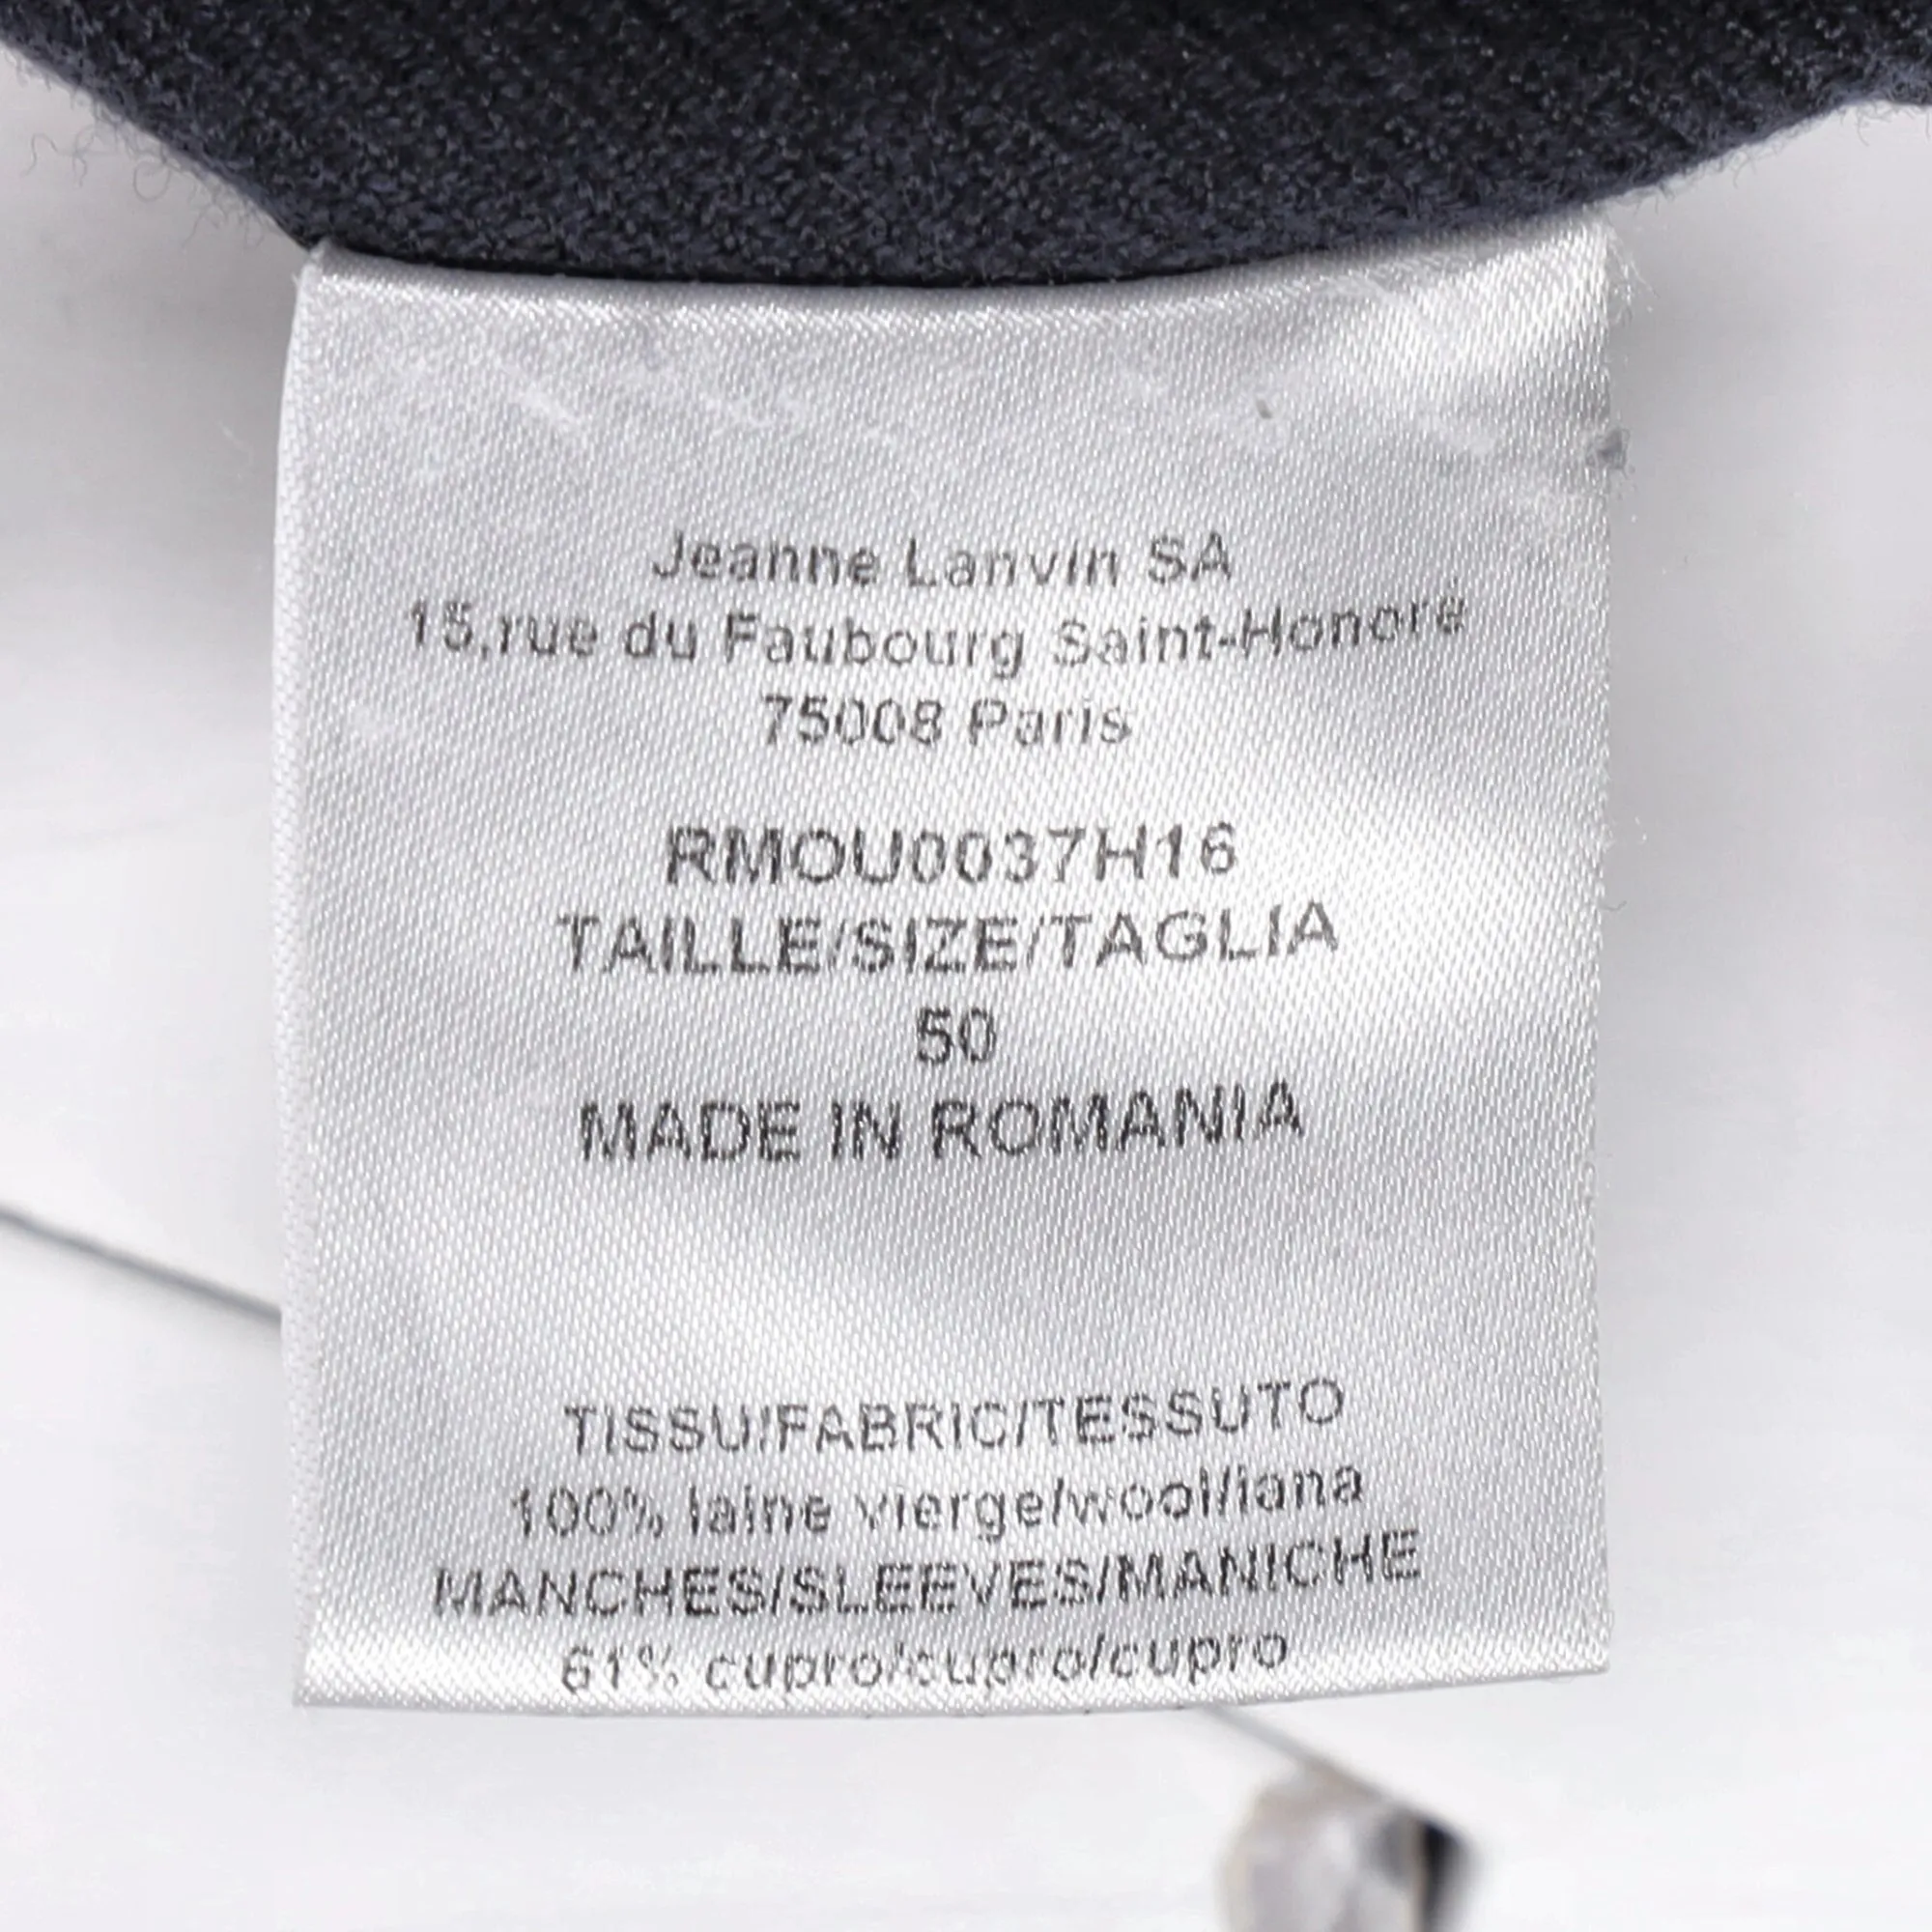 Jeanne Lanvin SA
15,rue du Faubourg Saint-Honoré
75008 Paris
RMOU0037H16
TAILLE/SIZE/TAGLIA
50
MADE IN ROMANIA
TISSU/FABRIC/TESSUTO
100% laine vierge/wool/lana
MANCHES/SLEEVES/MANICHE
61% cupro/cupro/cupro